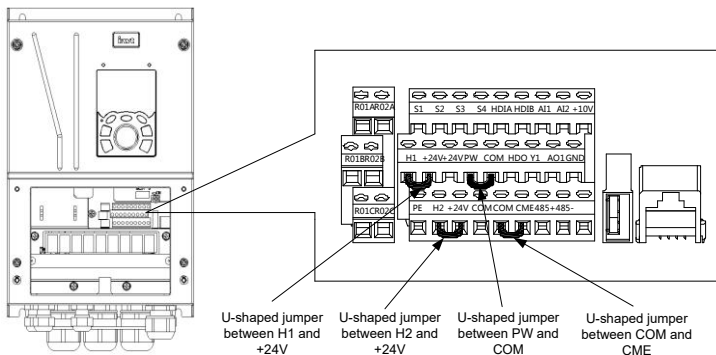 R01A R02A
S1 S2 S3 S4 HDIA HDIB AI1 AI2 +10V
R01B R02B
H1 +24V +24V PW COM HDO Y1 AO1 GND
R01C R02C
PE H2 +24V COM COM CME 485+ 485-
U-shaped jumper
between H1 and
+24V
U-shaped jumper
between H2 and
+24V
U-shaped jumper
between PW and
COM
U-shaped jumper
between COM and
CME